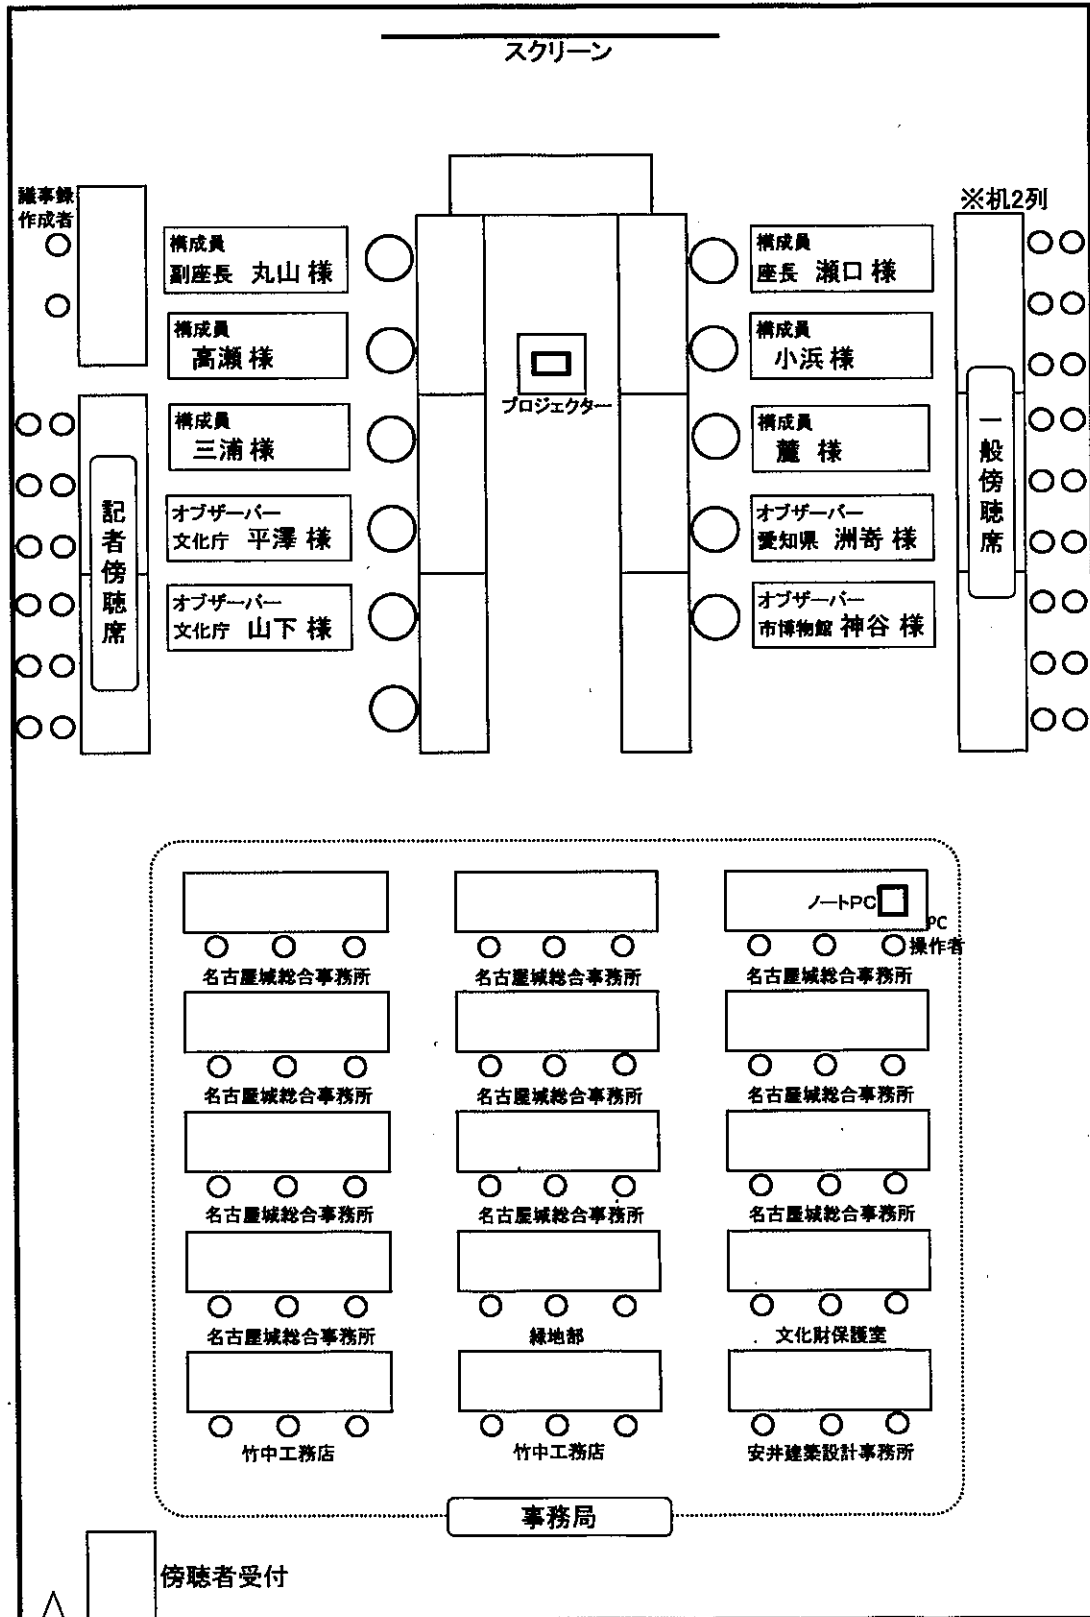 スクリーン
議事録
作成者
※机2列
構成員
副座長 丸山 様
構成員
座長 瀬口 様
構成員
高瀬 様
構成員
小浜 様
プロジェクター
構成員
三浦 様
構成員
麓 様
一般傍聴席
記者傍聴席
オブザーバー
文化庁 平澤 様
オブザーバー
愛知県 洲嵜 様
オブザーバー
文化庁 山下 様
オブザーバー
市博物館 神谷 様
ノートPC
PC
操作者
名古屋城総合事務所
名古屋城総合事務所
名古屋城総合事務所
名古屋城総合事務所
名古屋城総合事務所
名古屋城総合事務所
名古屋城総合事務所
名古屋城総合事務所
名古屋城総合事務所
名古屋城総合事務所
緑地部
文化財保護室
竹中工務店
竹中工務店
安井建築設計事務所
事務局
傍聴者受付